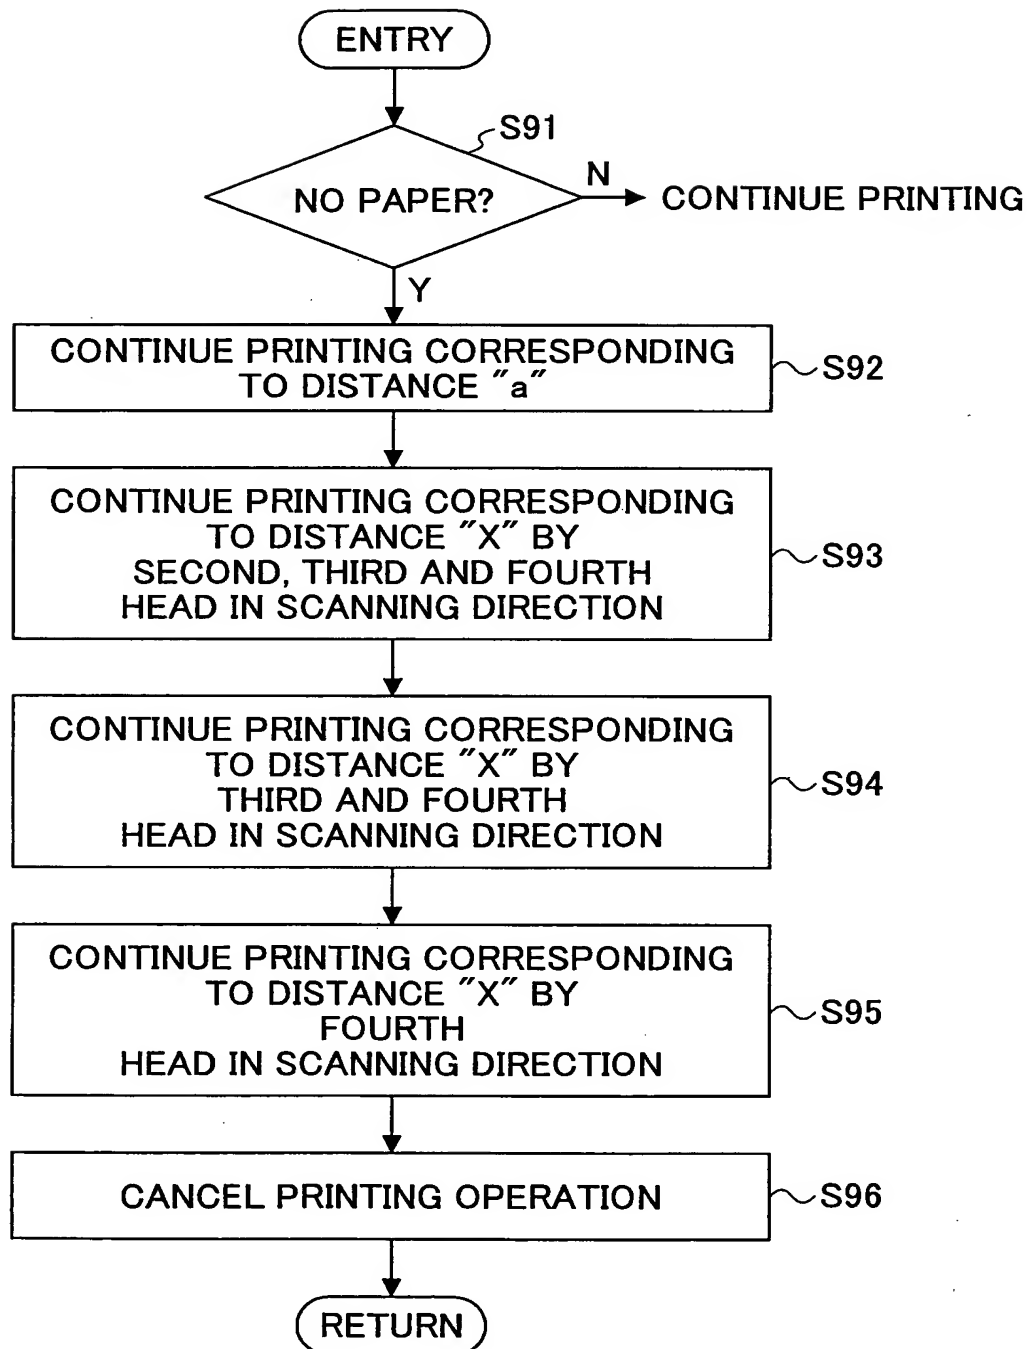 ENTRY
S91
NO PAPER?
N
CONTINUE PRINTING
Y
CONTINUE PRINTING CORRESPONDING
TO DISTANCE "a"
S92
CONTINUE PRINTING CORRESPONDING
TO DISTANCE "X" BY
SECOND, THIRD AND FOURTH
HEAD IN SCANNING DIRECTION
S93
CONTINUE PRINTING CORRESPONDING
TO DISTANCE "X" BY
THIRD AND FOURTH
HEAD IN SCANNING DIRECTION
S94
CONTINUE PRINTING CORRESPONDING
TO DISTANCE "X" BY
FOURTH
HEAD IN SCANNING DIRECTION
S95
CANCEL PRINTING OPERATION
S96
RETURN